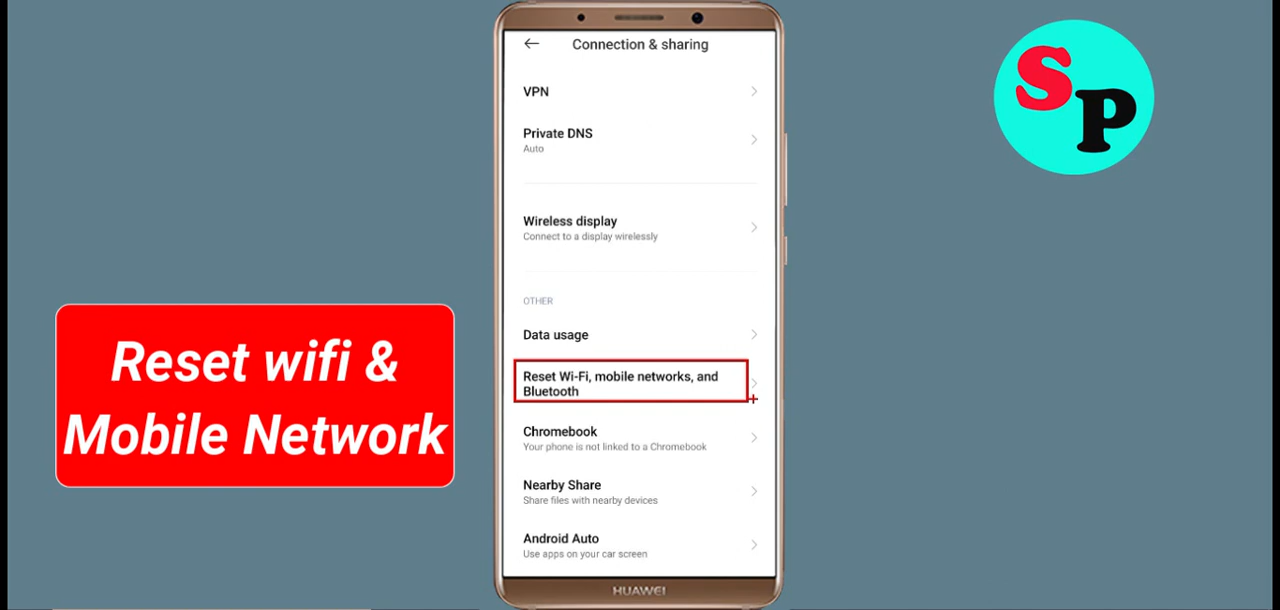 Connection & sharing
VPN
Private DNS
Auto
Wireless display
Connect to a display wirelessly
OTHER
Data usage
Reset Wi-Fi, mobile networks, and
Bluetooth
Chromebook
Your phone is not linked to a Chromebook
Nearby Share
Share files with nearby devices
Android Auto
Use apps on your car screen
HUAWEI
Reset wifi &
Mobile Network
SP